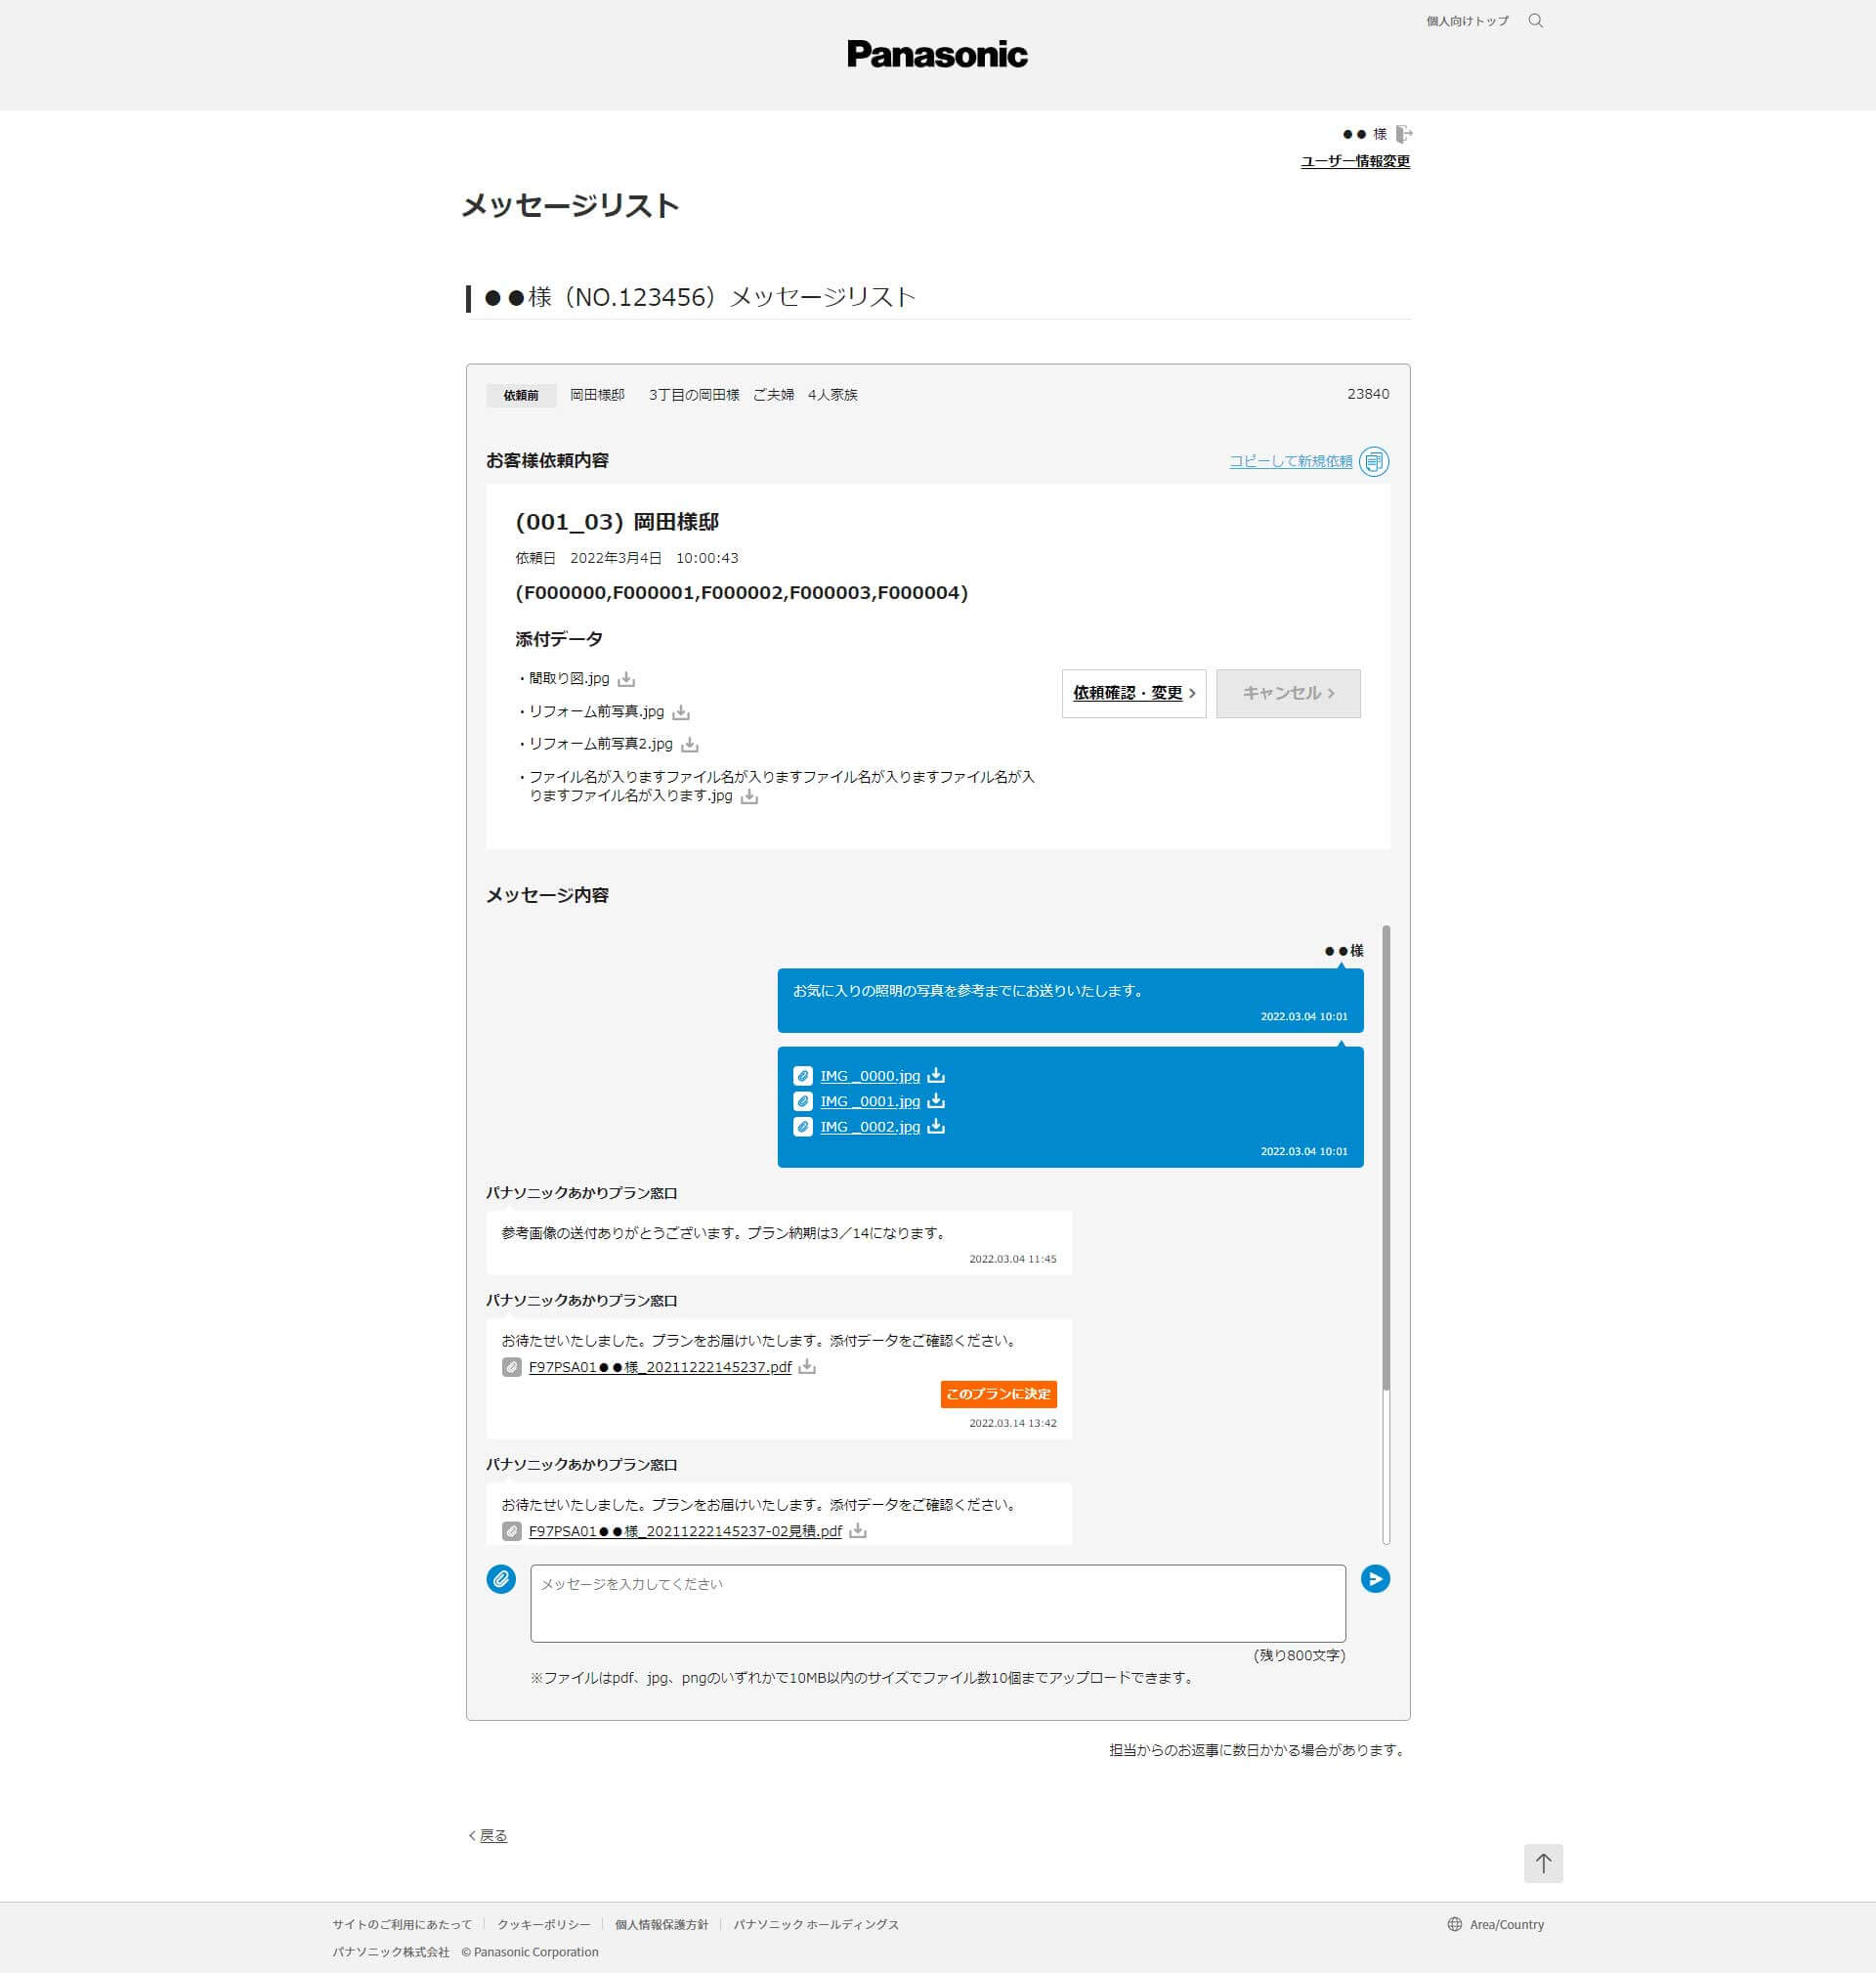 個人向けトップ
Panasonic
●● 様
ユーザー情報変更
メッセージリスト
●●様（NO.123456）メッセージリスト
依頼前 岡田様邸 3丁目の岡田様 ご夫婦 4人家族 23840
お客様依頼内容 コピーして新規依頼
(001_03) 岡田様邸
依頼日 2022年3月4日 10:00:43
(F000000,F000001,F000002,F000003,F000004)
添付データ
・間取り図.jpg
・リフォーム前写真.jpg
・リフォーム前写真2.jpg
・ファイル名が入りますファイル名が入りますファイル名が入りますファイル名が入
りますファイル名が入ります.jpg
依頼確認・変更 キャンセル
メッセージ内容
●●様
お気に入りの照明の写真を参考までにお送りいたします。
2022.03.04 10:01
IMG _0000.jpg
IMG _0001.jpg
IMG _0002.jpg
2022.03.04 10:01
パナソニックあかりプラン窓口
参考画像の送付ありがとうございます。プラン納期は3／14になります。
2022.03.04 11:45
パナソニックあかりプラン窓口
お待たせいたしました。プランをお届けいたします。添付データをご確認ください。
F97PSA01●●様_20211222145237.pdf
このプランに決定
2022.03.14 13:42
パナソニックあかりプラン窓口
お待たせいたしました。プランをお届けいたします。添付データをご確認ください。
F97PSA01●●様_20211222145237-02見積.pdf
メッセージを入力してください
(残り800文字)
※ファイルはpdf、jpg、pngのいずれかで10MB以内のサイズでファイル数10個までアップロードできます。
担当からのお返事に数日かかる場合があります。
戻る
サイトのご利用にあたって クッキーポリシー 個人情報保護方針 パナソニック ホールディングス Area/Country
パナソニック株式会社 © Panasonic Corporation